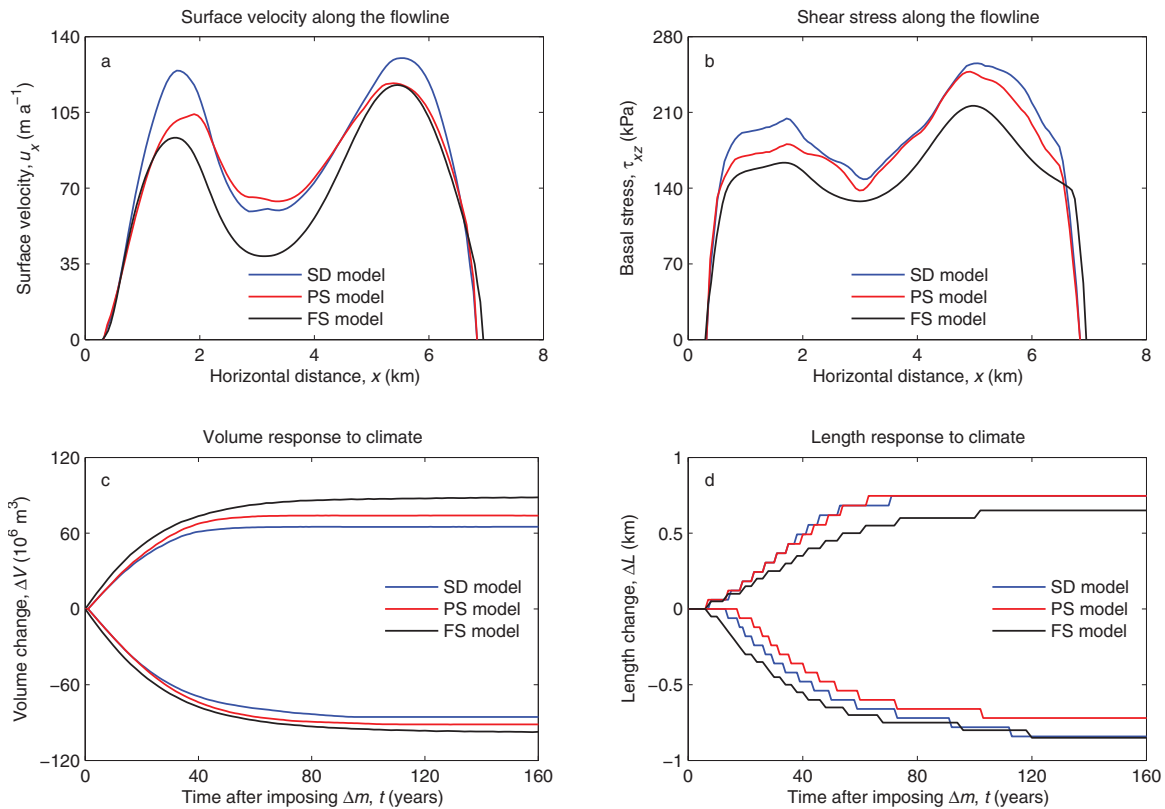 Surface velocity along the flowline
a
Surface velocity, u_x (m a⁻¹)
140
105
70
35
0
SD model
PS model
FS model
0 2 4 6 8
Horizontal distance, x (km)
Shear stress along the flowline
b
Basal stress, τ_xz (kPa)
280
210
140
70
0
SD model
PS model
FS model
0 2 4 6 8
Horizontal distance, x (km)
Volume response to climate
c
Volume change, ΔV (10⁶ m³)
120
60
0
−60
−120
SD model
PS model
FS model
0 40 80 120 160
Time after imposing Δm, t (years)
Length response to climate
d
Length change, ΔL (km)
1
0.5
0
−0.5
−1
SD model
PS model
FS model
0 40 80 120 160
Time after imposing Δm, t (years)